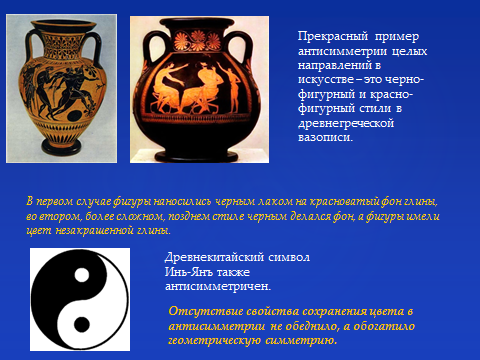 Прекрасный пример
антисимметрии целых
направлений в
искусстве – это черно-
фигурный и красно-
фигурный стили в
древнегреческой
вазописи.
В первом случае фигуры наносились черным лаком на красноватый фон глины,
во втором, более сложном, позднем стиле черным делался фон, а фигуры имели
цвет незакрашенной глины.
Древнекитайский символ
Инь-Янъ также
антисимметричен.
Отсутствие свойства сохранения цвета в
антисимметрии не обеднило, а обогатило
геометрическую симметрию.